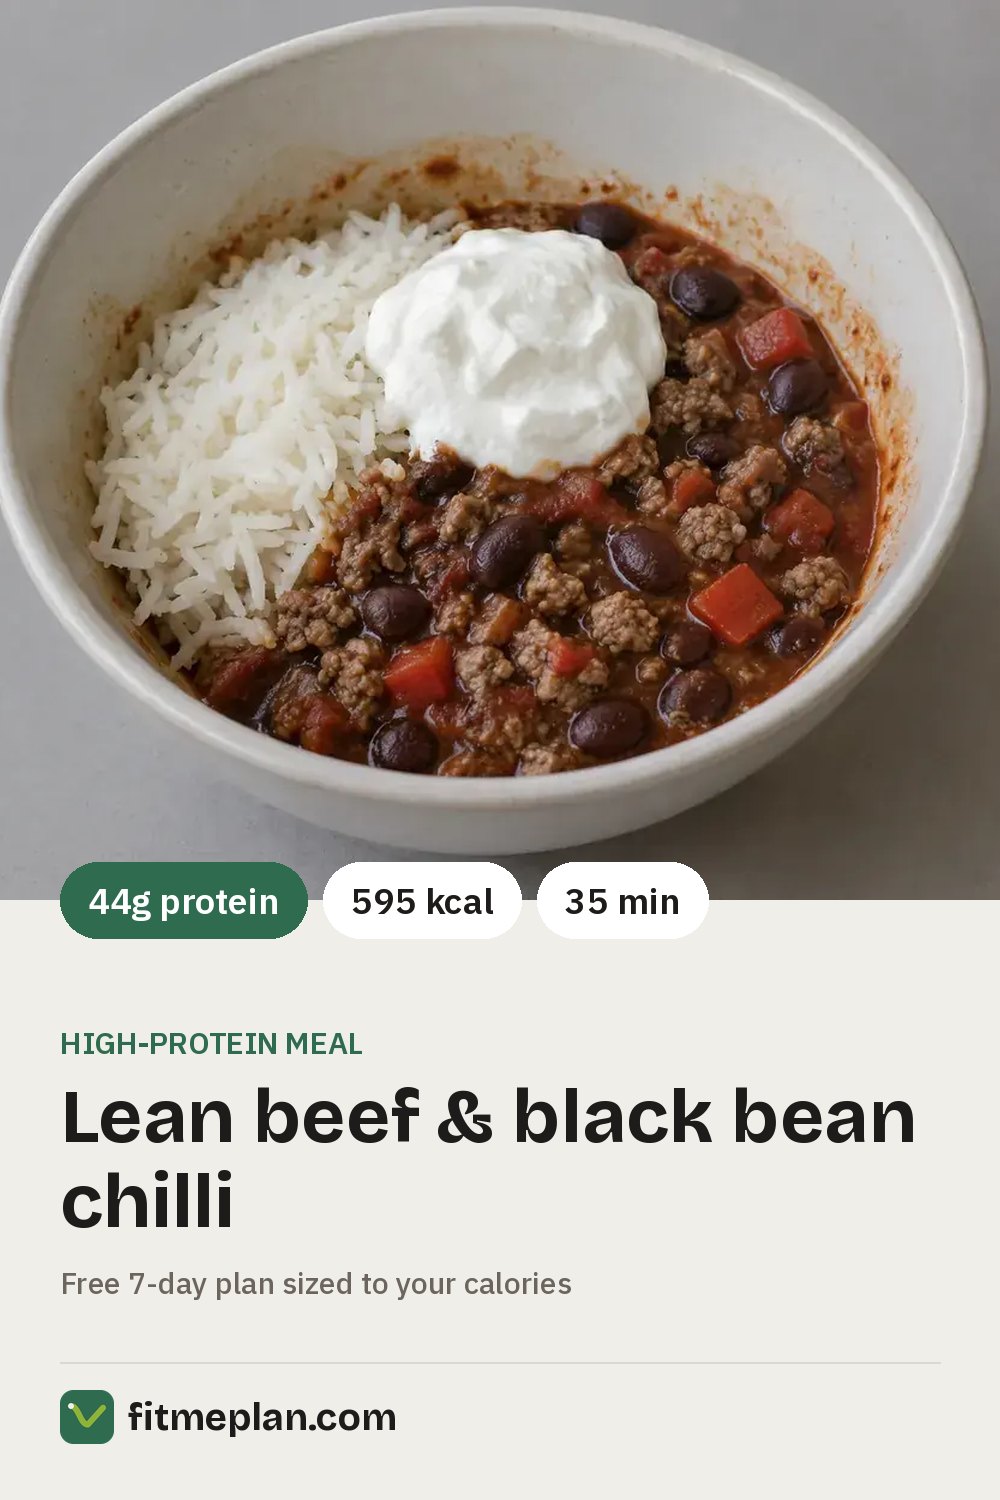 44g protein
595 kcal
35 min
HIGH-PROTEIN MEAL
Lean beef & black bean
chilli
Free 7-day plan sized to your calories
fitmeplan.com